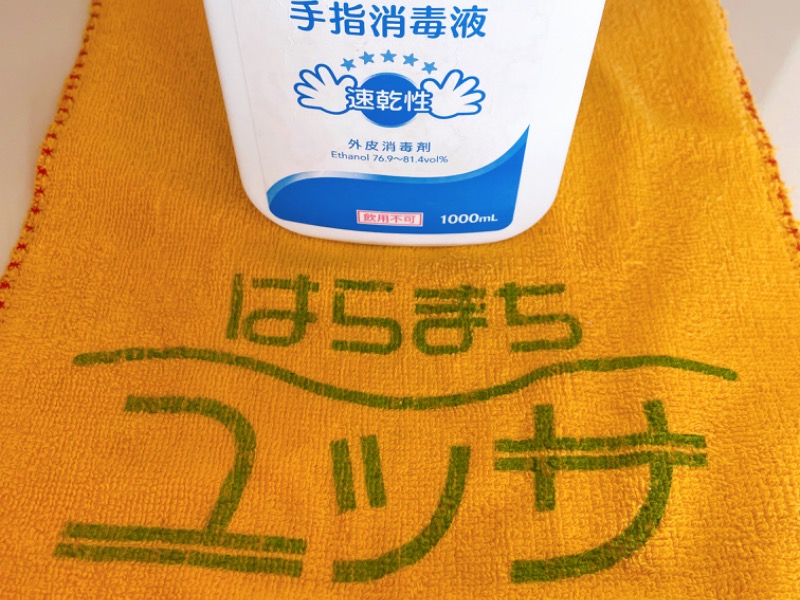 手指消毒液
速乾性
外皮消毒剤
Ethanol 76.9～81.4vol%
飲用不可 1000mL
はらまち
ユッサ